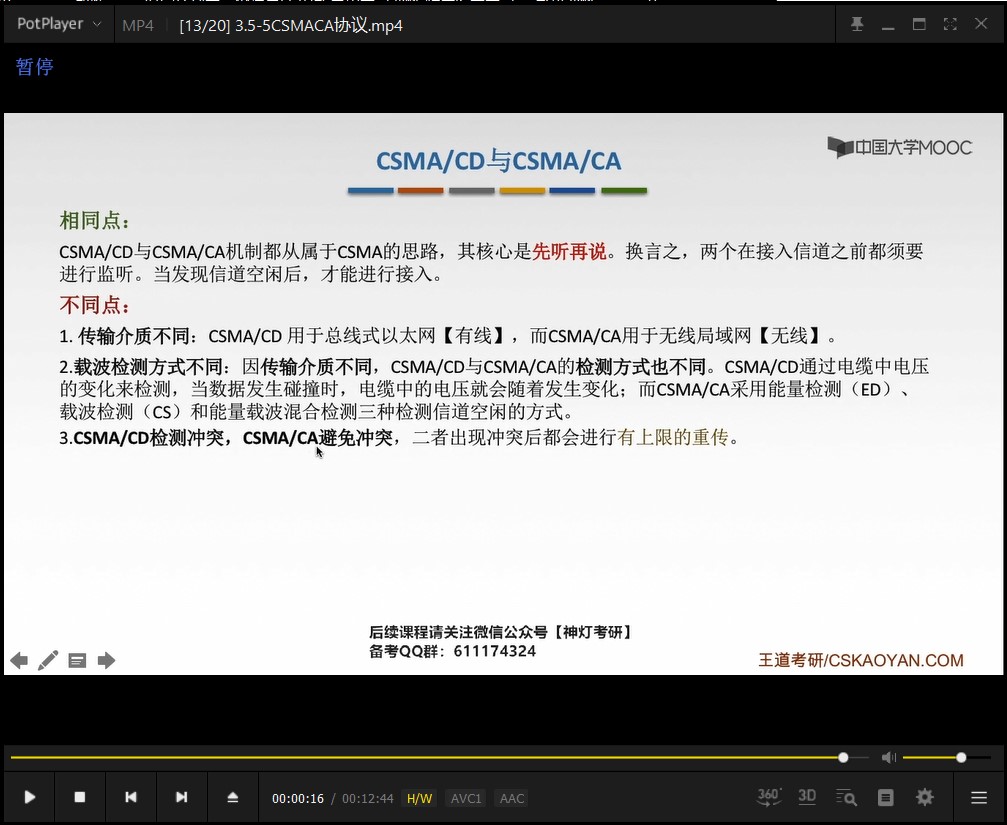 PotPlayer MP4 [13/20] 3.5-5CSMACA协议.mp4
暂停
CSMA/CD与CSMA/CA
中国大学MOOC
相同点：
CSMA/CD与CSMA/CA机制都从属于CSMA的思路，其核心是先听再说。换言之，两个在接入信道之前都须要
进行监听。当发现信道空闲后，才能进行接入。
不同点：
1. 传输介质不同：CSMA/CD 用于总线式以太网【有线】，而CSMA/CA用于无线局域网【无线】。
2.载波检测方式不同：因传输介质不同，CSMA/CD与CSMA/CA的检测方式也不同。CSMA/CD通过电缆中电压
的变化来检测，当数据发生碰撞时，电缆中的电压就会随着发生变化；而CSMA/CA采用能量检测（ED）、
载波检测（CS）和能量载波混合检测三种检测信道空闲的方式。
3.CSMA/CD检测冲突，CSMA/CA避免冲突，二者出现冲突后都会进行有上限的重传。
后续课程请关注微信公众号【神灯考研】
备考QQ群：611174324
王道考研/CSKAOYAN.COM
00:00:16 / 00:12:44 H/W AVC1 AAC
360° 3D